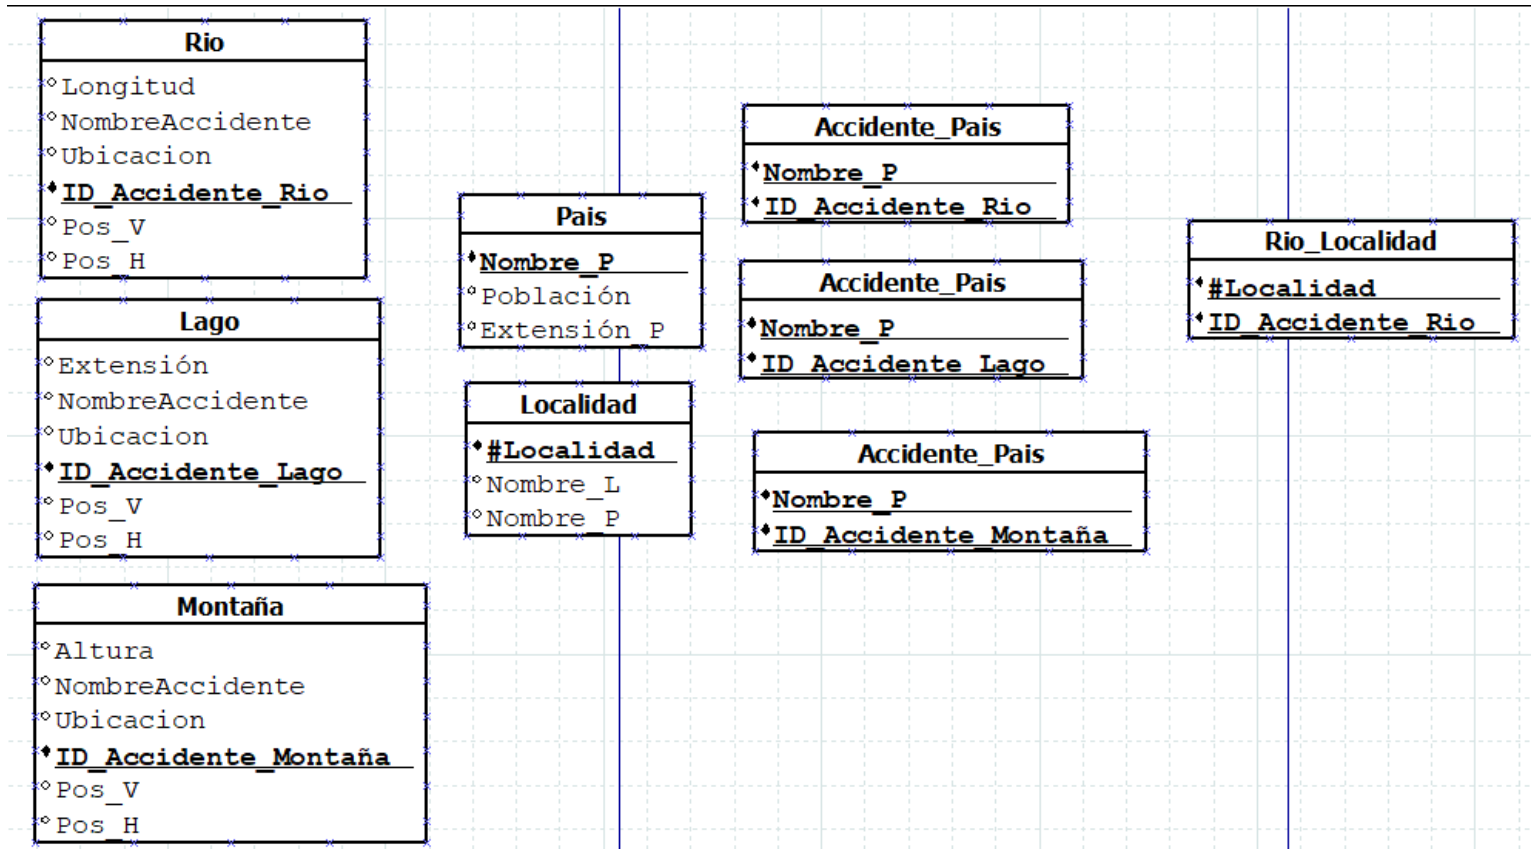 Rio
Longitud
NombreAccidente
Ubicacion
ID_Accidente_Rio
Pos_V
Pos_H
Lago
Extensión
NombreAccidente
Ubicacion
ID_Accidente_Lago
Pos_V
Pos_H
Montaña
Altura
NombreAccidente
Ubicacion
ID_Accidente_Montaña
Pos_V
Pos_H
Pais
Nombre_P
Población
Extensión_P
Localidad
#Localidad
Nombre_L
Nombre_P
Accidente_Pais
Nombre_P
ID_Accidente_Rio
Accidente_Pais
Nombre_P
ID_Accidente_Lago
Accidente_Pais
Nombre_P
ID_Accidente_Montaña
Rio_Localidad
#Localidad
ID_Accidente_Rio